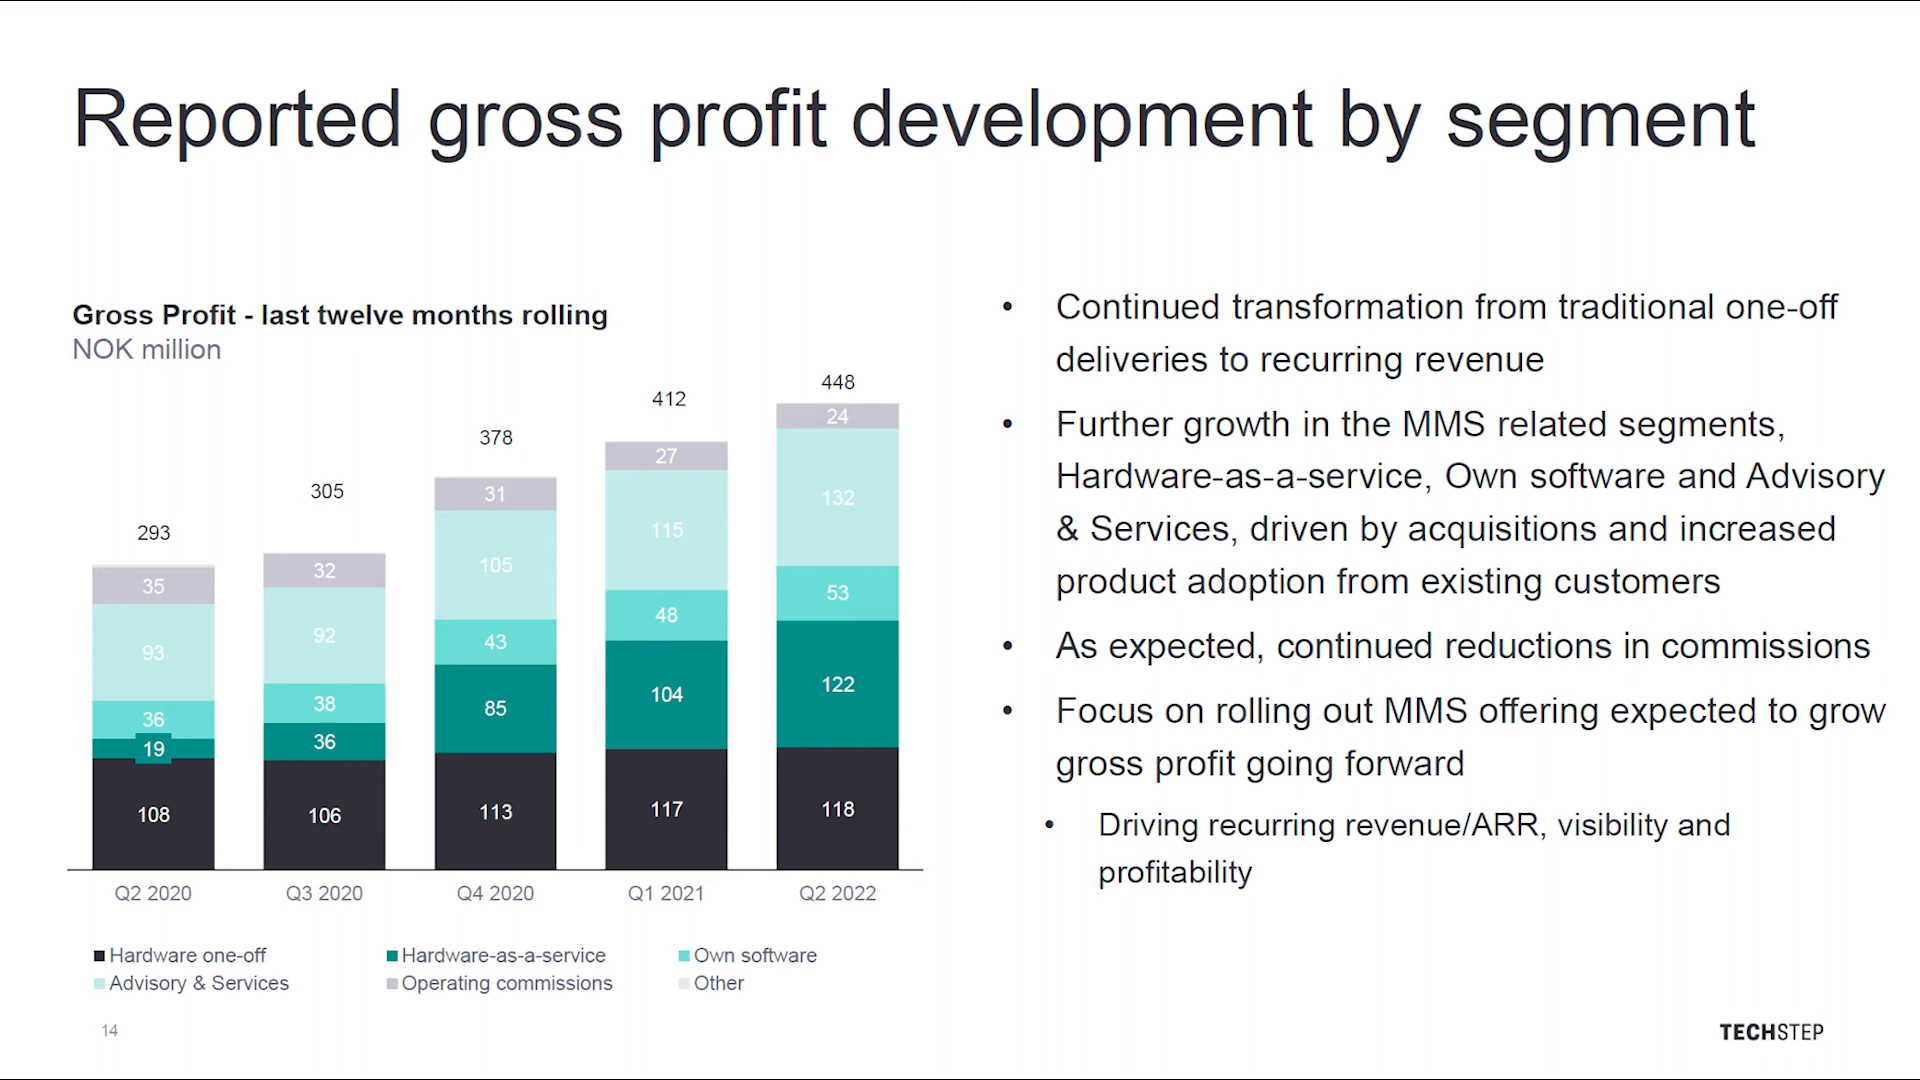 Reported gross profit development by segment
Gross Profit - last twelve months rolling
NOK million
293
305
378
412
448
35
32
31
27
24
93
92
105
115
132
36
38
43
48
53
19
36
85
104
122
108
106
113
117
118
Q2 2020
Q3 2020
Q4 2020
Q1 2021
Q2 2022
Hardware one-off
Hardware-as-a-service
Own software
Advisory & Services
Operating commissions
Other
• Continued transformation from traditional one-off
deliveries to recurring revenue
• Further growth in the MMS related segments,
Hardware-as-a-service, Own software and Advisory
& Services, driven by acquisitions and increased
product adoption from existing customers
• As expected, continued reductions in commissions
• Focus on rolling out MMS offering expected to grow
gross profit going forward
• Driving recurring revenue/ARR, visibility and
profitability
14
TECHSTEP